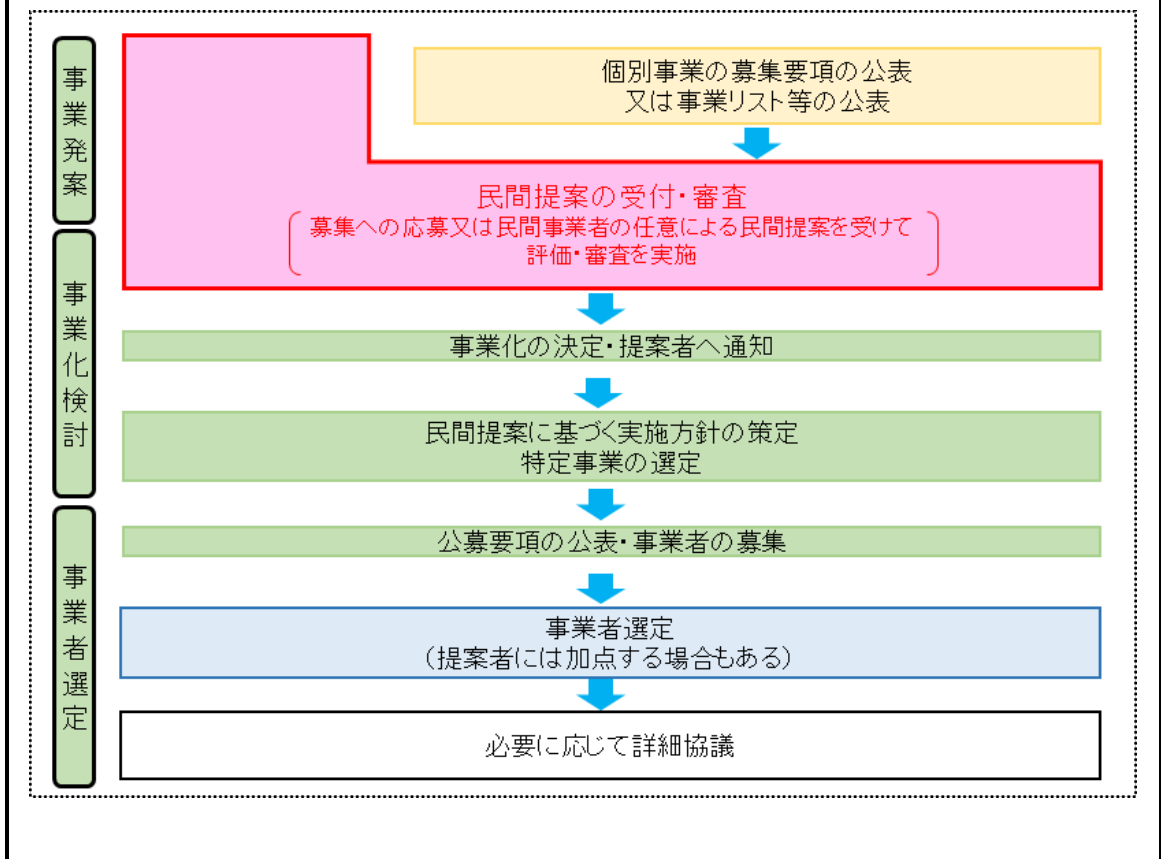 事業発案
個別事業の募集要項の公表
又は事業リスト等の公表
民間提案の受付・審査
募集への応募又は民間事業者の任意による民間提案を受けて
評価・審査を実施
事業化検討
事業化の決定・提案者へ通知
民間提案に基づく実施方針の策定
特定事業の選定
事業者選定
公募要項の公表・事業者の募集
事業者選定
（提案者には加点する場合もある）
必要に応じて詳細協議